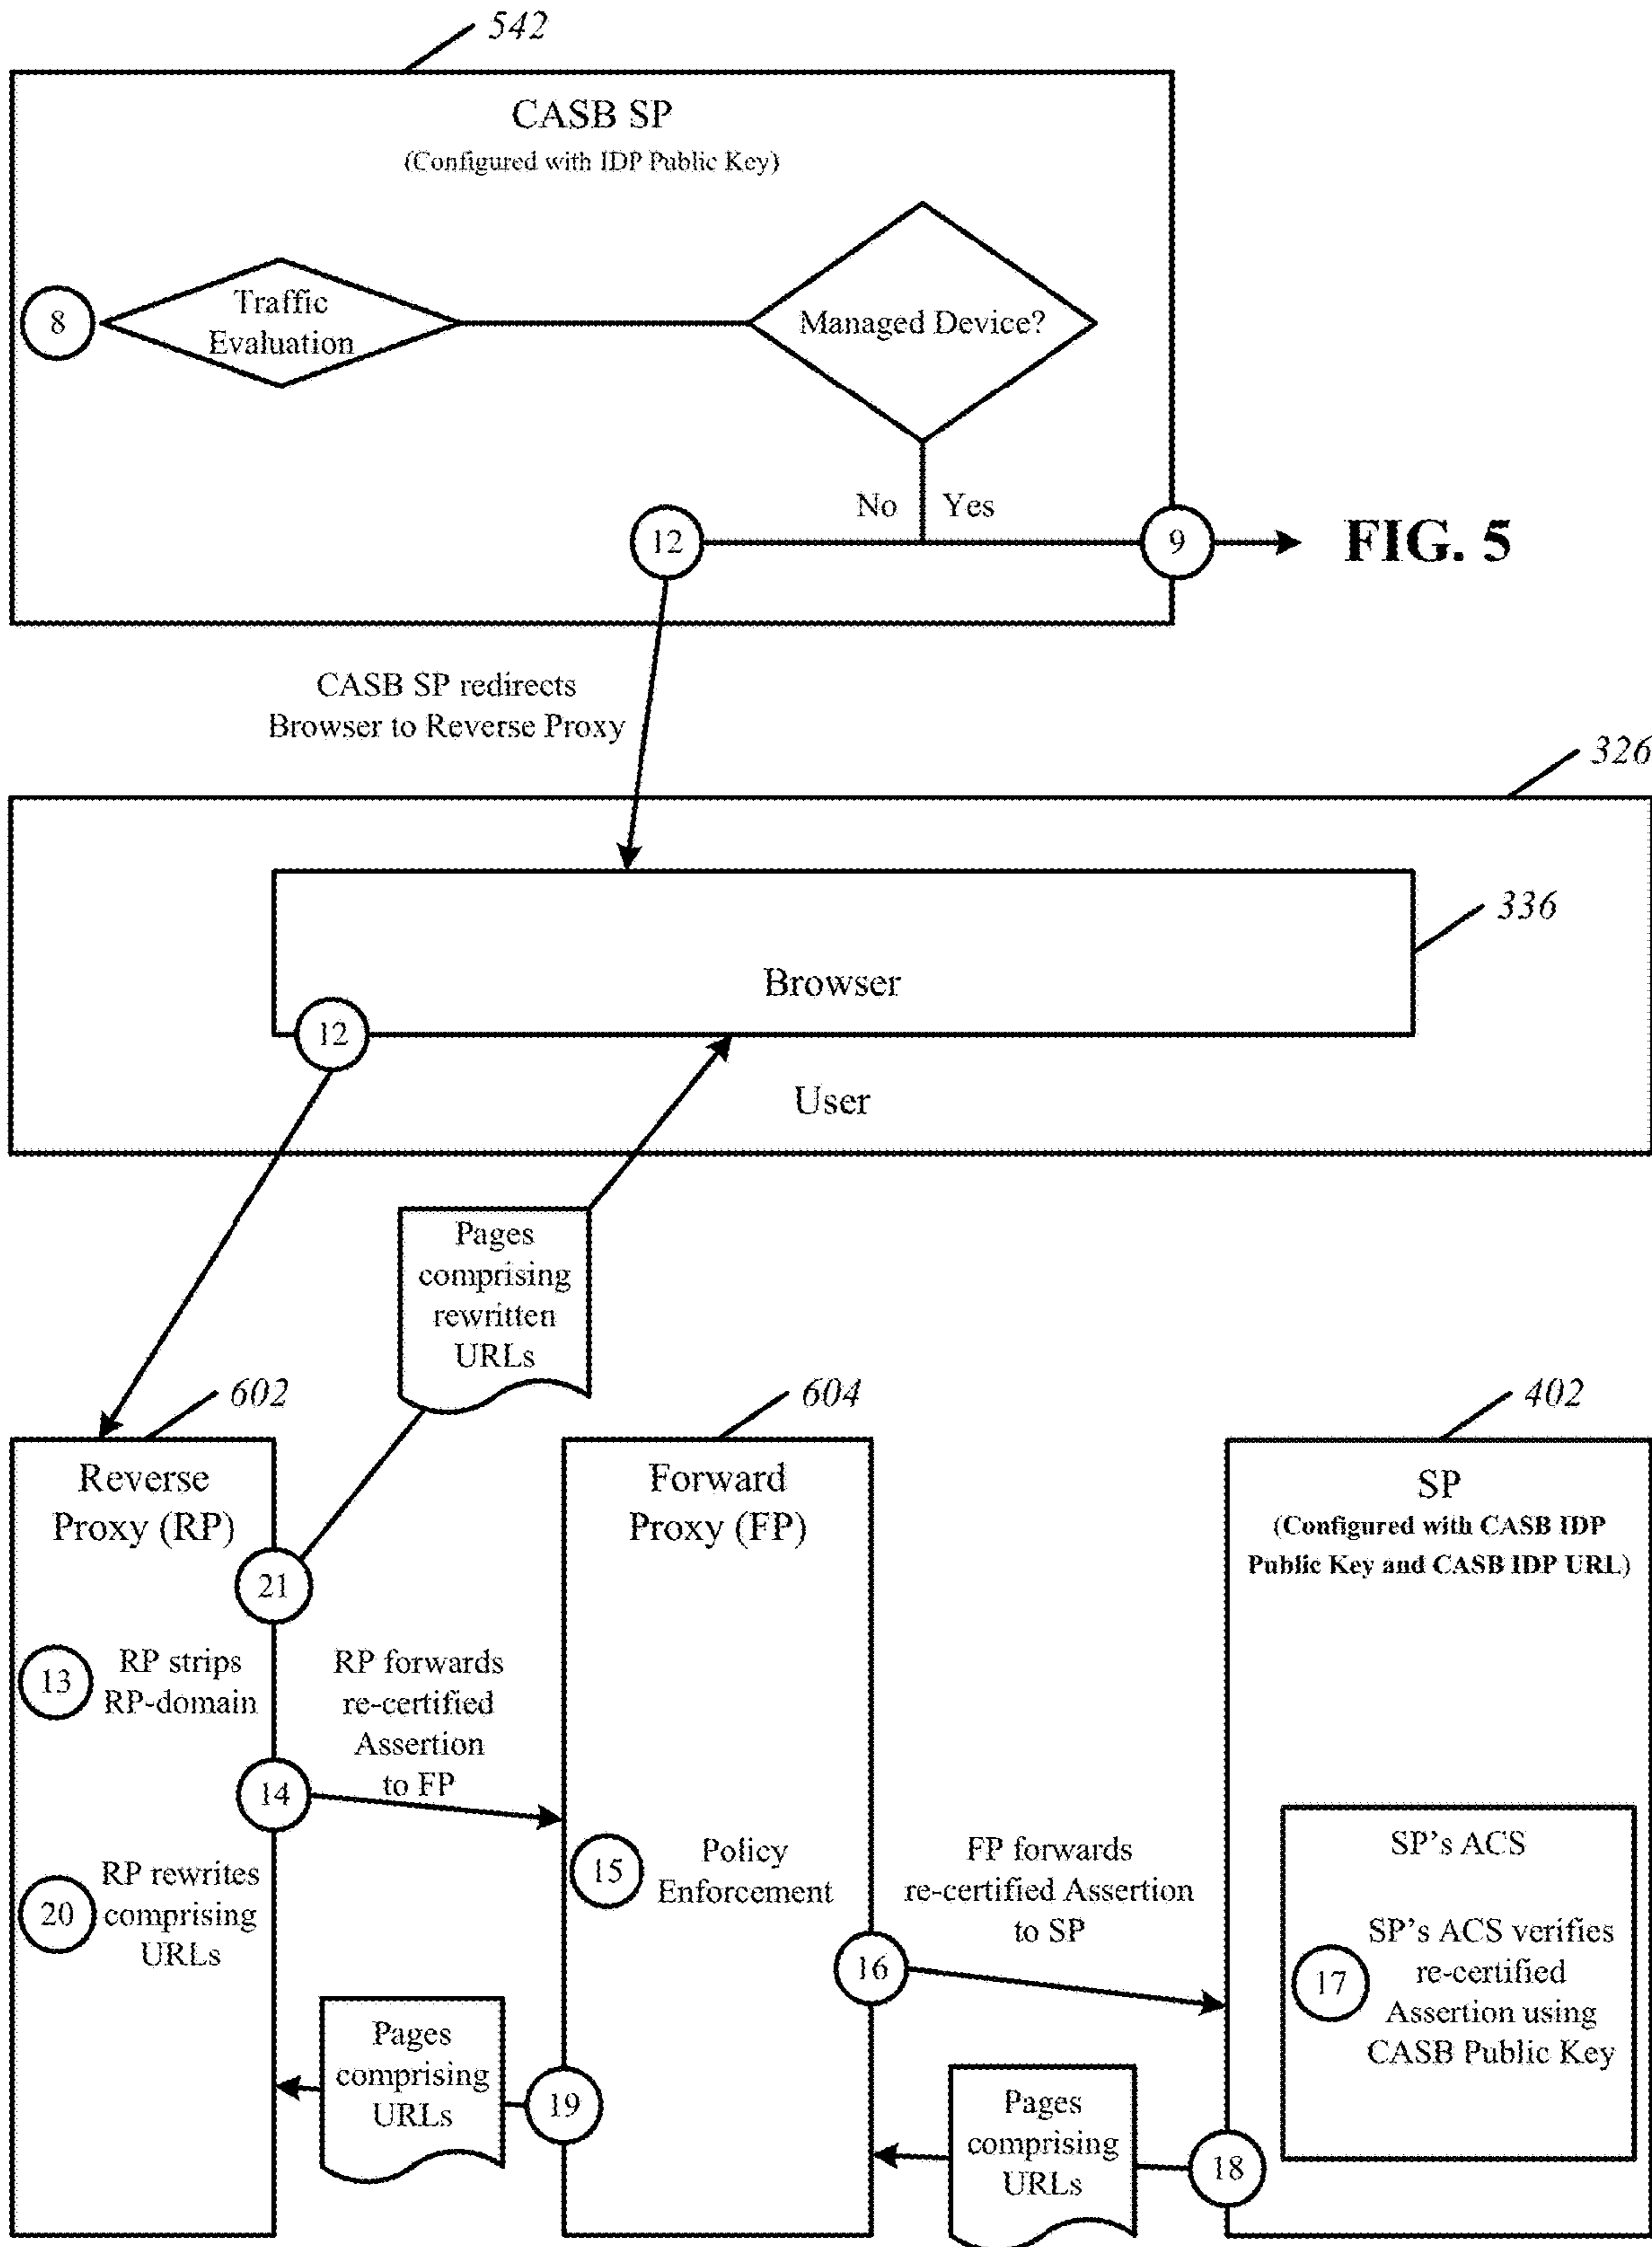 542
CASB SP
(Configured with IDP Public Key)
8
Traffic
Evaluation
Managed Device?
No
Yes
12
9
FIG. 5
CASB SP redirects
Browser to Reverse Proxy
326
336
Browser
12
User
Pages
comprising
rewritten
URLs
602
604
402
Reverse
Proxy (RP)
21
13
RP strips
RP-domain
14
20
RP rewrites
comprising
URLs
RP forwards
re-certified
Assertion
to FP
Forward
Proxy (FP)
15
Policy
Enforcement
16
FP forwards
re-certified Assertion
to SP
SP
(Configured with CASB IDP
Public Key and CASB IDP URL)
SP's ACS
17
SP's ACS verifies
re-certified
Assertion using
CASB Public Key
Pages
comprising
URLs
19
Pages
comprising
URLs
18